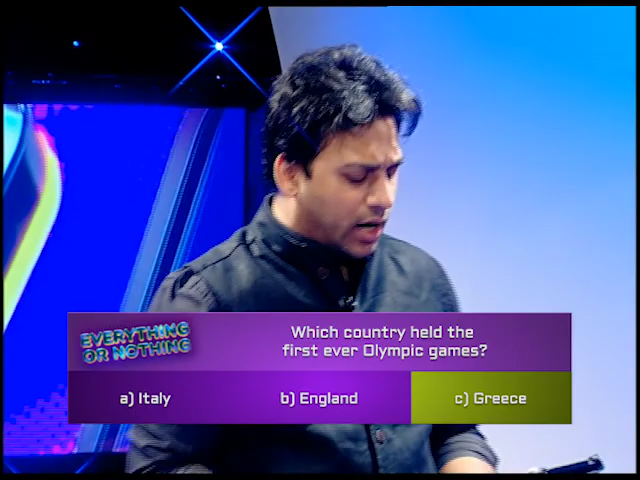 EVERYTHING
OR NOTHING
Which country held the
first ever Olympic games?
a) Italy
b) England
c) Greece